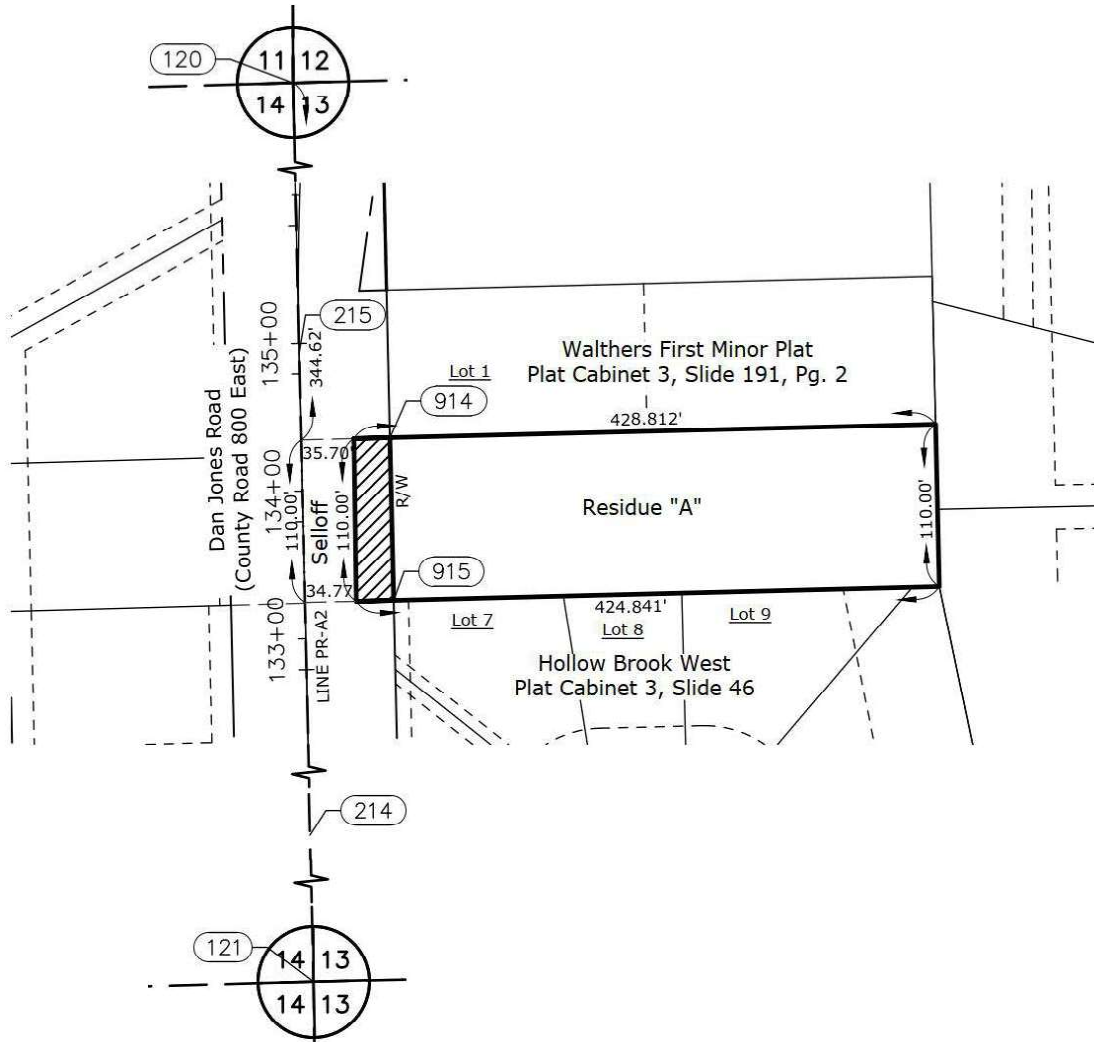 120
11 12
14 13
215
135+00
344.62'
Walthers First Minor Plat
Lot 1
Plat Cabinet 3, Slide 191, Pg. 2
914
428.812'
35.70'
Dan Jones Road
(County Road 800 East)
134+00
110.00'
Selloff
110.00'
R/W
Residue "A"
110.00'
915
34.77'
133+00
LINE PR-A2
424.841'
Lot 7
Lot 8
Lot 9
Hollow Brook West
Plat Cabinet 3, Slide 46
214
121
14 13
14 13